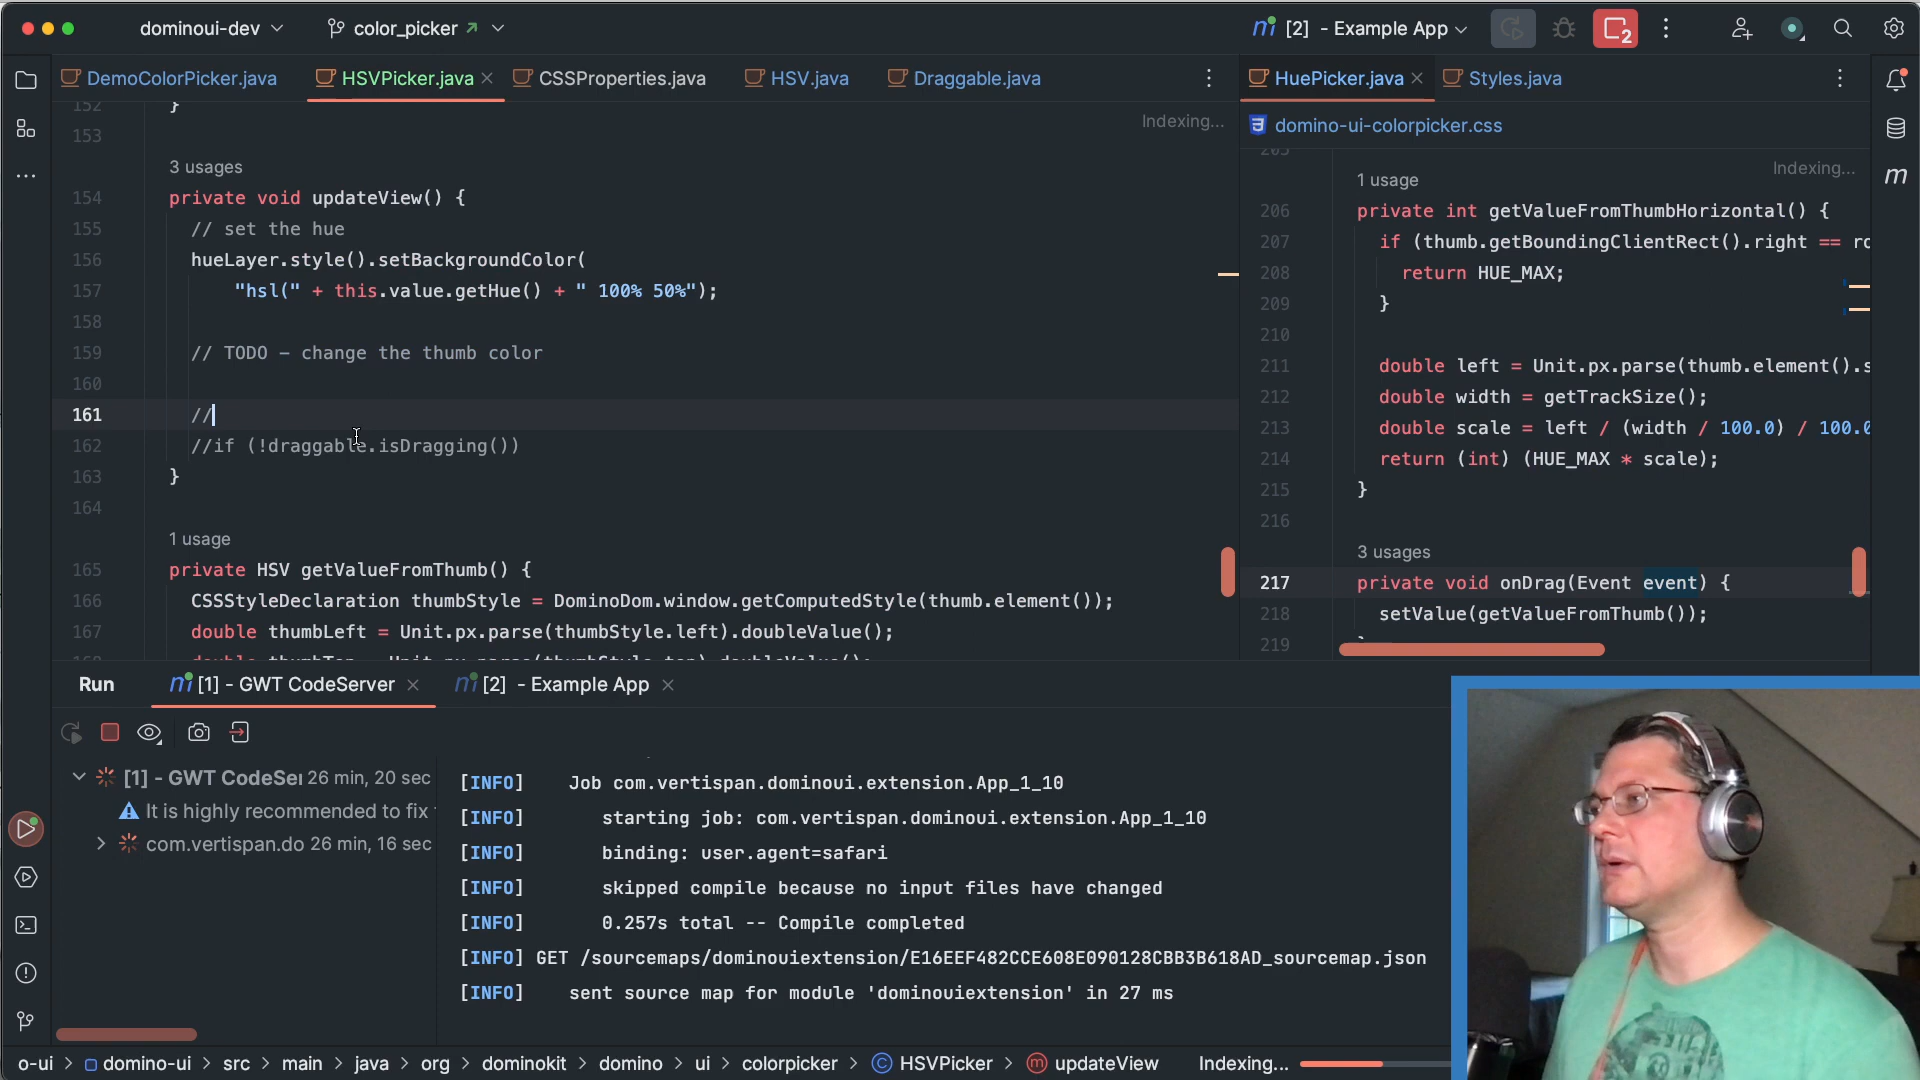 dominoui-dev
color_picker
[2] - Example App
2
DemoColorPicker.java
HSVPicker.java
CSSProperties.java
HSV.java
Draggable.java
HuePicker.java
Styles.java
domino-ui-colorpicker.css
Indexing...
152 }
153
3 usages
154 private void updateView() {
155 // set the hue
156 hueLayer.style().setBackgroundColor(
157 "hsl(" + this.value.getHue() + " 100% 50%");
158
159 // TODO – change the thumb color
160
161 //
162 //if (!draggable.isDragging())
163 }
164
1 usage
165 private HSV getValueFromThumb() {
166 CSSStyleDeclaration thumbStyle = DominoDom.window.getComputedStyle(thumb.element());
167 double thumbLeft = Unit.px.parse(thumbStyle.left).doubleValue();
Indexing...
205
1 usage
206 private int getValueFromThumbHorizontal() {
207 if (thumb.getBoundingClientRect().right == ro
208 return HUE_MAX;
209 }
210
211 double left = Unit.px.parse(thumb.element().s
212 double width = getTrackSize();
213 double scale = left / (width / 100.0) / 100.0
214 return (int) (HUE_MAX * scale);
215 }
216
3 usages
217 private void onDrag(Event event) {
218 setValue(getValueFromThumb());
219
m
Run
[1] - GWT CodeServer
[2] - Example App
[1] - GWT CodeSer 26 min, 20 sec
It is highly recommended to fix
com.vertispan.do 26 min, 16 sec
[INFO] Job com.vertispan.dominoui.extension.App_1_10
[INFO] starting job: com.vertispan.dominoui.extension.App_1_10
[INFO] binding: user.agent=safari
[INFO] skipped compile because no input files have changed
[INFO] 0.257s total -- Compile completed
[INFO] GET /sourcemaps/dominouiextension/E16EEF482CCE608E090128CBB3B618AD_sourcemap.json
[INFO] sent source map for module 'dominouiextension' in 27 ms
o-ui > domino-ui > src > main > java > org > dominokit > domino > ui > colorpicker > HSVPicker > updateView
Indexing...